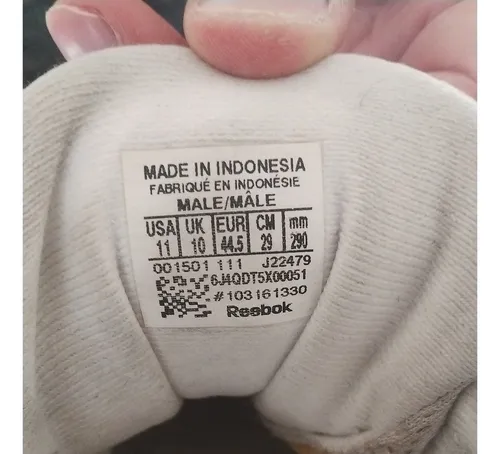 MADE IN INDONESIA
FABRIQUÉ EN INDONÉSIE
MALE/MÂLE
USA UK EUR CM mm
11 10 44.5 29 290
001501 111 J22479
6J4QDT5X00051
#103161330
Reebok